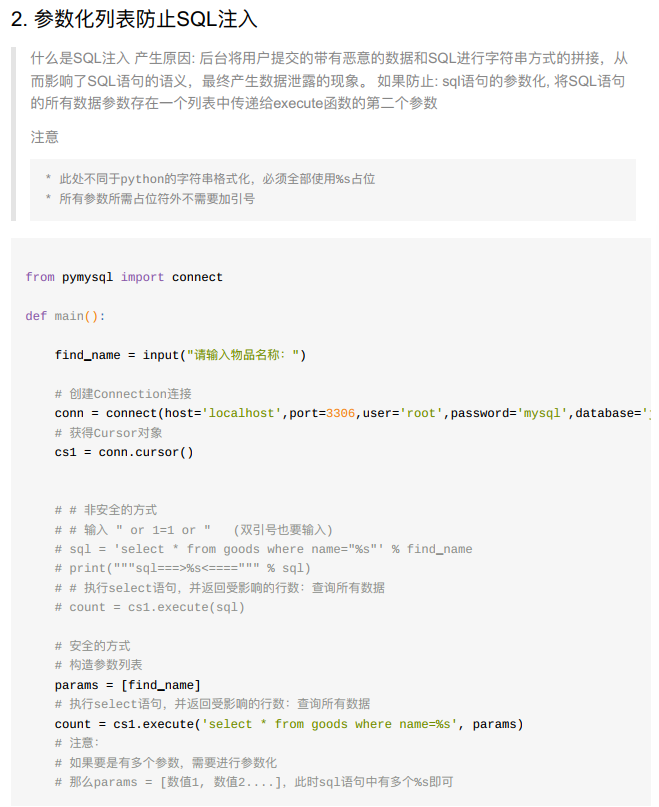 2. 参数化列表防止SQL注入
什么是SQL注入 产生原因: 后台将用户提交的带有恶意的数据和SQL进行字符串方式的拼接，从
而影响了SQL语句的语义，最终产生数据泄露的现象。 如果防止: sql语句的参数化, 将SQL语句
的所有数据参数存在一个列表中传递给execute函数的第二个参数
注意
* 此处不同于python的字符串格式化，必须全部使用%s占位
* 所有参数所需占位符外不需要加引号
from pymysql import connect
def main():
find_name = input("请输入物品名称：")
# 创建Connection连接
conn = connect(host='localhost',port=3306,user='root',password='mysql',database='
# 获得Cursor对象
cs1 = conn.cursor()
# # 非安全的方式
# # 输入 " or 1=1 or "   (双引号也要输入)
# sql = 'select * from goods where name="%s"' % find_name
# print("""sql===>%s<====""" % sql)
# # 执行select语句，并返回受影响的行数：查询所有数据
# count = cs1.execute(sql)
# 安全的方式
# 构造参数列表
params = [find_name]
# 执行select语句，并返回受影响的行数：查询所有数据
count = cs1.execute('select * from goods where name=%s', params)
# 注意：
# 如果要是有多个参数，需要进行参数化
# 那么params = [数值1, 数值2....]，此时sql语句中有多个%s即可